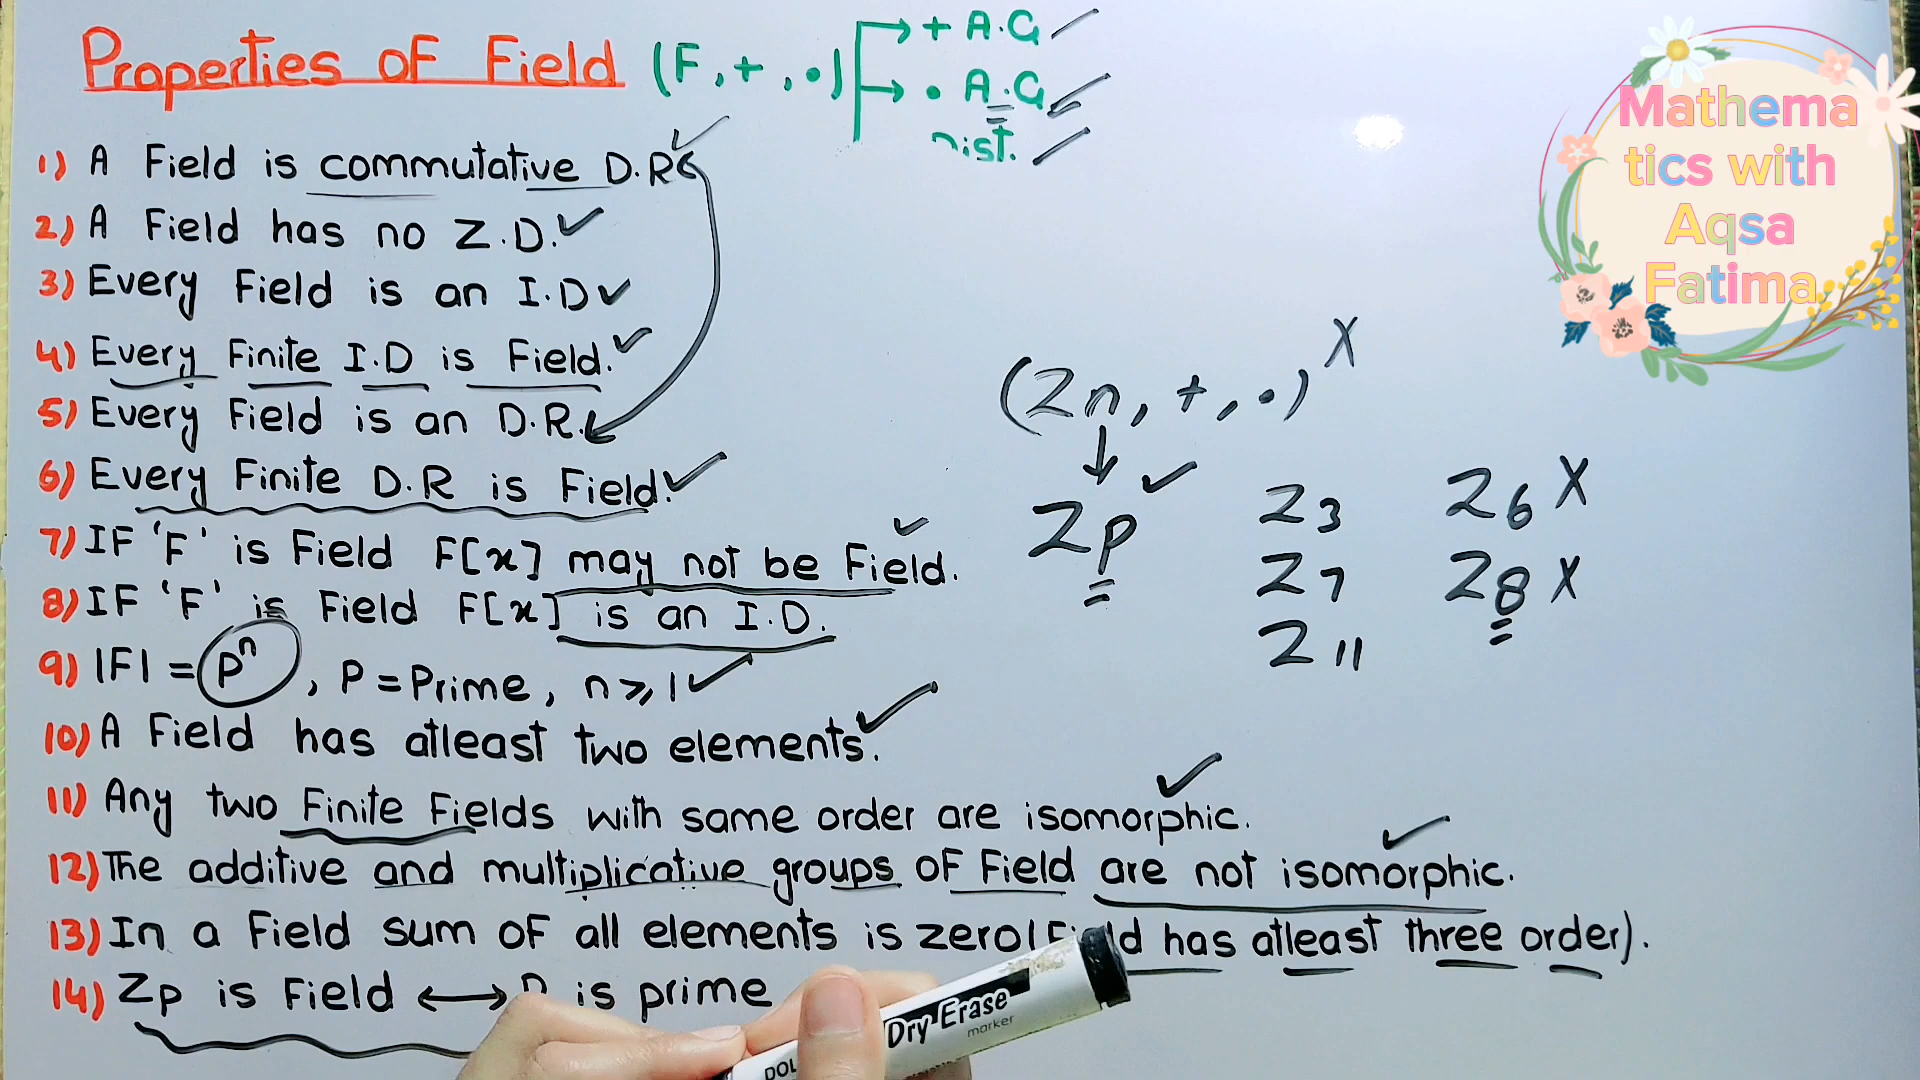 Properties of Field (F, +, •) → + A.G
→ • A.G
Dist.
1) A Field is commutative D.R
2) A Field has no Z.D.
3) Every Field is an I.D
4) Every Finite I.D is Field.
5) Every Field is an D.R.
6) Every Finite D.R is Field.
7) IF 'F' is Field F[x] may not be Field.
8) IF 'F' is Field F[x] is an I.D.
9) |F| = pⁿ, P = Prime, n ⩾ 1
10) A Field has atleast two elements.
11) Any two Finite Fields with same order are isomorphic.
12) The additive and multiplicative groups of Field are not isomorphic.
13) In a Field sum of all elements is zero (Field has atleast three order).
14) Zp is Field ⟷ P is prime
(Zn, +, •) X
↓
Zp
Z3 Z6 X
Z7 Z8 X
Z11
Mathema
tics with
Aqsa
Fatima
Dry Erase
marker